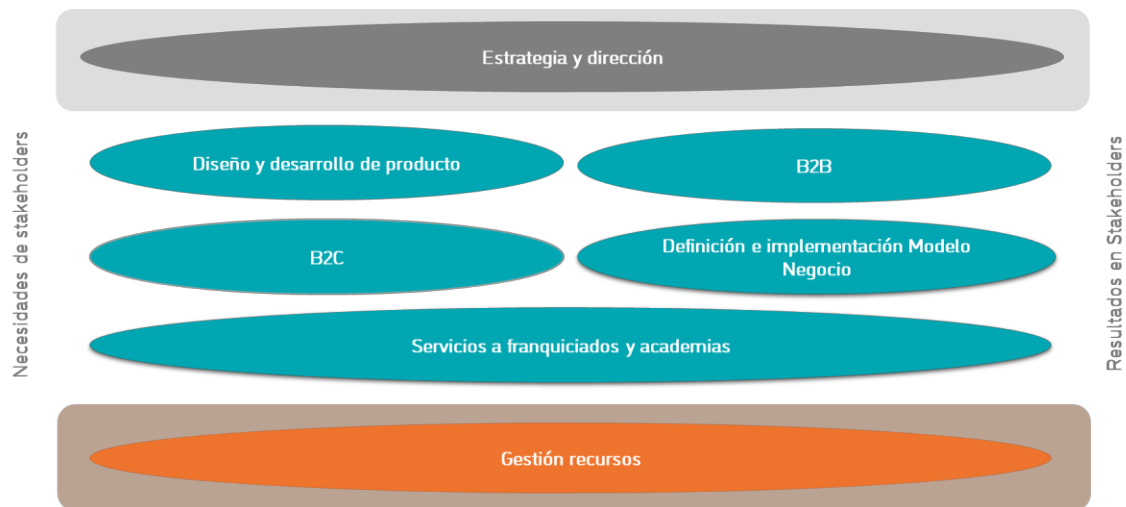 Estrategia y dirección
Necesidades de stakeholders
Diseño y desarrollo de producto
B2B
B2C
Definición e implementación Modelo
Negocio
Servicios a franquiciados y academias
Resultados en Stakeholders
Gestión recursos